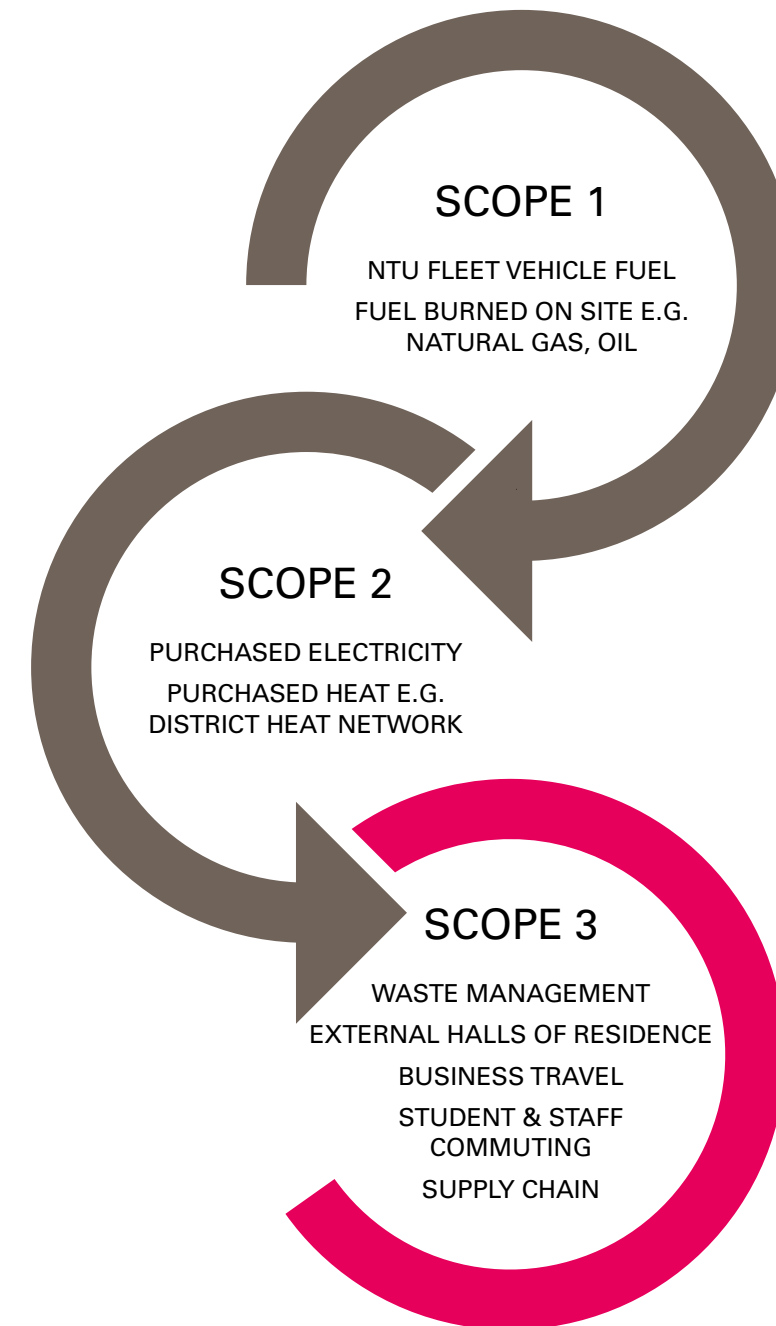 SCOPE 1
NTU FLEET VEHICLE FUEL
FUEL BURNED ON SITE E.G.
NATURAL GAS, OIL
SCOPE 2
PURCHASED ELECTRICITY
PURCHASED HEAT E.G.
DISTRICT HEAT NETWORK
SCOPE 3
WASTE MANAGEMENT
EXTERNAL HALLS OF RESIDENCE
BUSINESS TRAVEL
STUDENT & STAFF
COMMUTING
SUPPLY CHAIN